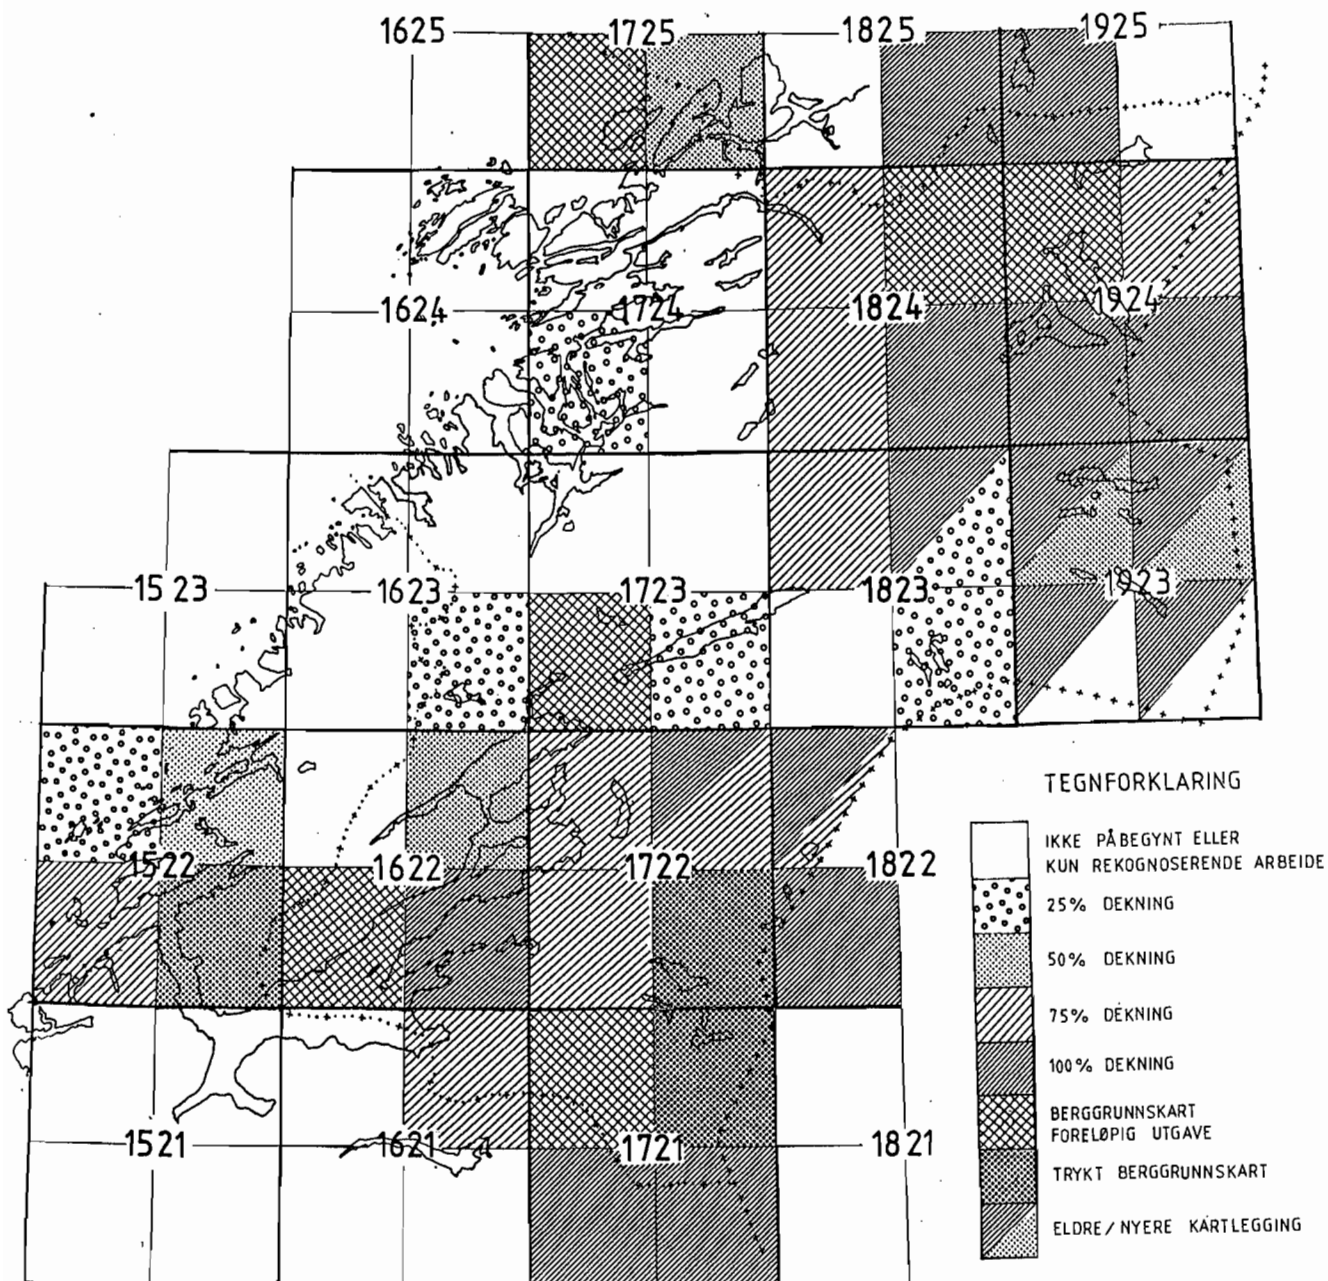 1625
1725
1825
1925
1624
1724
1824
1924
1523
1623
1723
1823
1923
1522
1622
1722
1822
1521
1621
1721
1821
TEGNFORKLARING
IKKE PÅBEGYNT ELLER
KUN REKOGNOSERENDE ARBEIDE
25% DEKNING
50% DEKNING
75% DEKNING
100% DEKNING
BERGGRUNNSKART
FORELØPIG UTGAVE
TRYKT BERGGRUNNSKART
ELDRE/NYERE KARTLEGGING